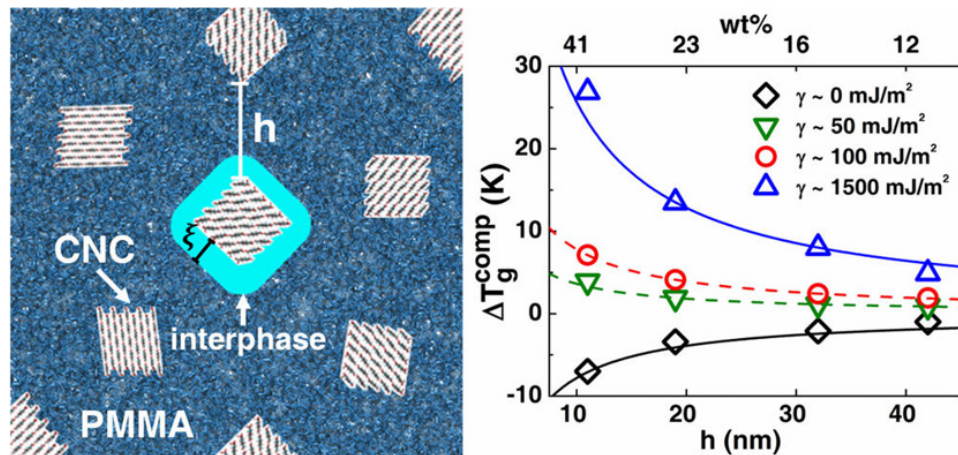 h
ξ
CNC
interphase
PMMA
wt%
41 23 16 12
30
20
10
0
-10
ΔTg^comp (K)
γ ~ 0 mJ/m²
γ ~ 50 mJ/m²
γ ~ 100 mJ/m²
γ ~ 1500 mJ/m²
10 20 30 40
h (nm)